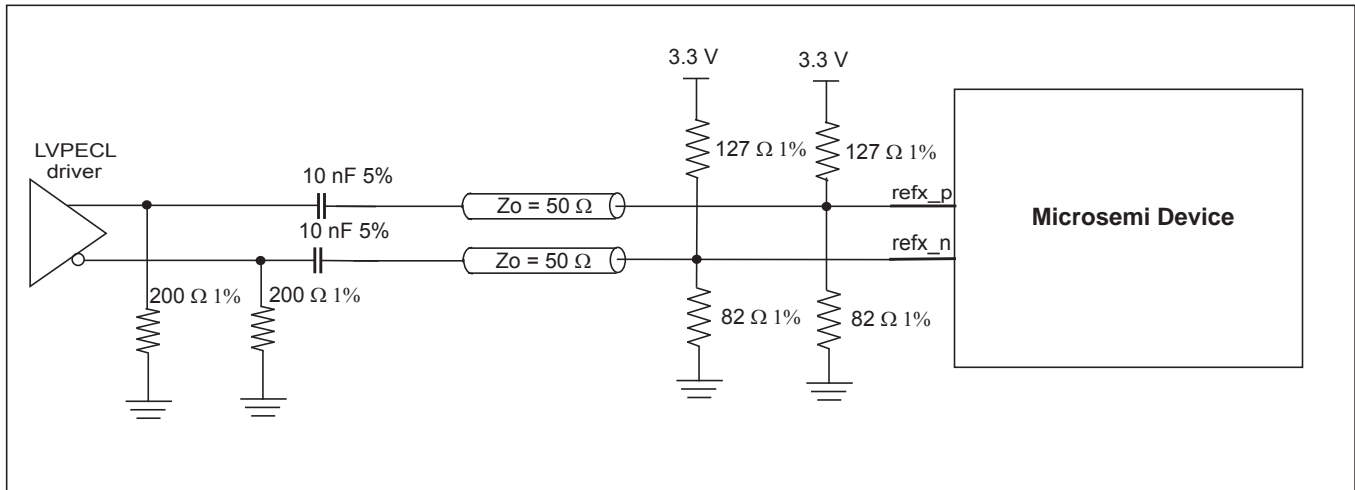 3.3 V
3.3 V
LVPECL
driver
127 Ω 1%
127 Ω 1%
10 nF 5%
refx_p
Zo = 50 Ω
Microsemi Device
10 nF 5%
refx_n
Zo = 50 Ω
200 Ω 1%
200 Ω 1%
82 Ω 1%
82 Ω 1%